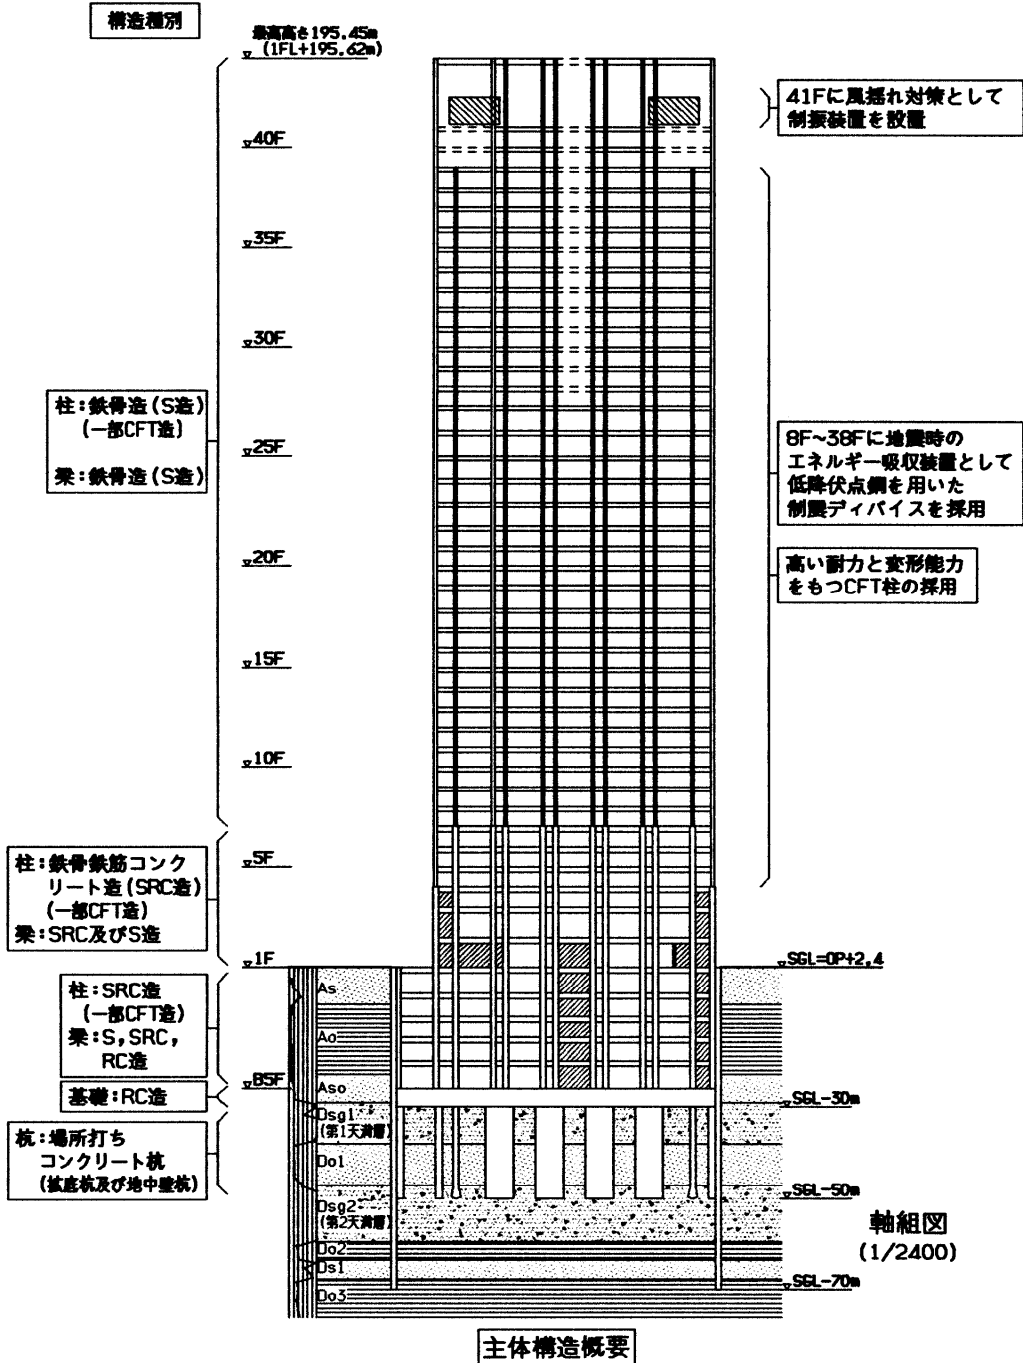 構造種別
最高高さ195.45m
(1FL+195.62m)
41Fに風揺れ対策として
制振装置を設置
40F
35F
30F
柱:鉄骨造(S造)
(一部CFT造)
梁:鉄骨造(S造)
25F
8F~38Fに地震時の
エネルギー吸収装置として
低降伏点鋼を用いた
制震ディバイスを採用
20F
高い耐力と変形能力
をもつCFT柱の採用
15F
10F
5F
柱:鉄骨鉄筋コンク
リート造(SRC造)
(一部CFT造)
梁:SRC及びS造
1F
SGL=OP+2,4
柱:SRC造
(一部CFT造)
梁:S,SRC,
RC造
As
Ao
B5F
Aso
基礎:RC造
SGL-30m
Dsg1
(第1天満層)
杭:場所打ち
コンクリート杭
(拡底杭及び地中壁杭)
Do1
SGL-50m
Dsg2
(第2天満層)
軸組図
(1/2400)
Do2
Ds1
SGL-70m
Do3
主体構造概要